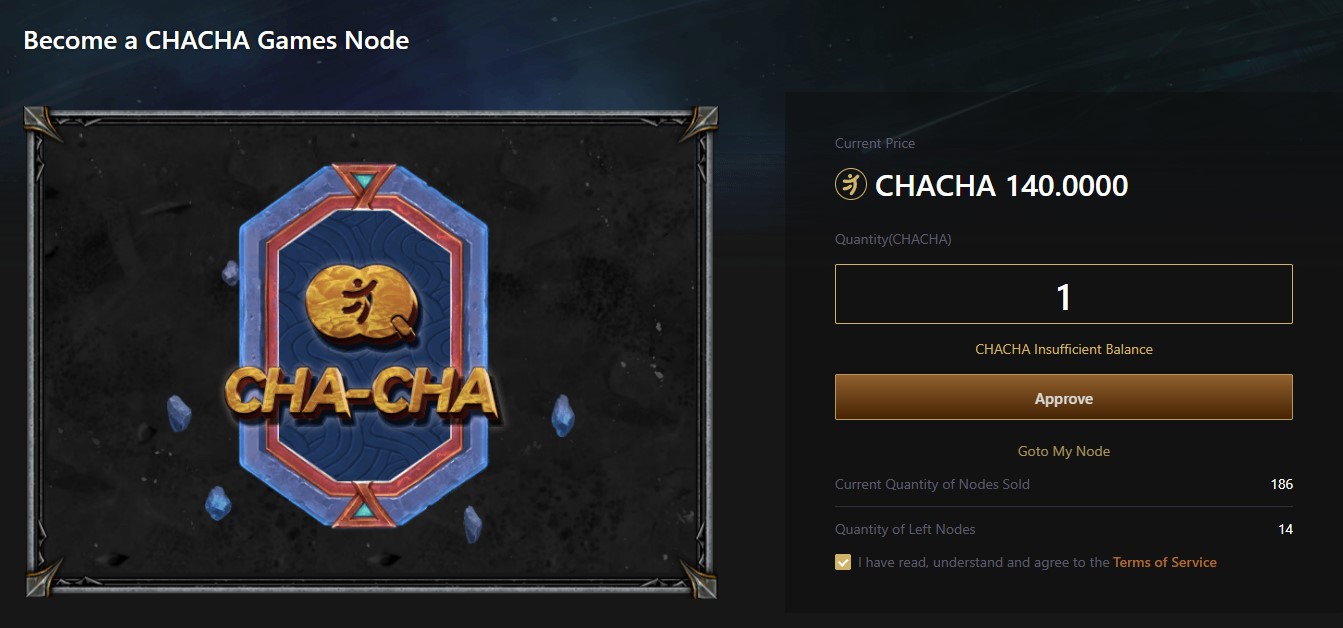 Become a CHACHA Games Node
CHA-CHA
Current Price
CHACHA 140.0000
Quantity(CHACHA)
1
CHACHA Insufficient Balance
Approve
Goto My Node
Current Quantity of Nodes Sold 186
Quantity of Left Nodes 14
I have read, understand and agree to the Terms of Service